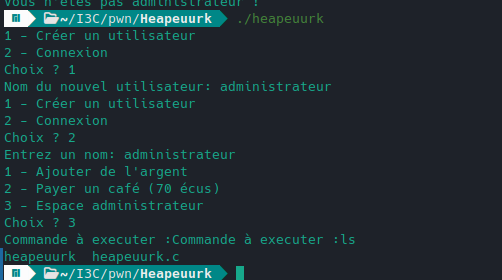 Vous n'êtes pas administrateur !
~/I3C/pwn/Heapeuurk ./heapeuurk
1 - Créer un utilisateur
2 - Connexion
Choix ? 1
Nom du nouvel utilisateur: administrateur
1 - Créer un utilisateur
2 - Connexion
Choix ? 2
Entrez un nom: administrateur
1 - Ajouter de l'argent
2 - Payer un café (70 écus)
3 - Espace administrateur
Choix ? 3
Commande à executer :Commande à executer :ls
heapeuurk  heapeuurk.c
~/I3C/pwn/Heapeuurk